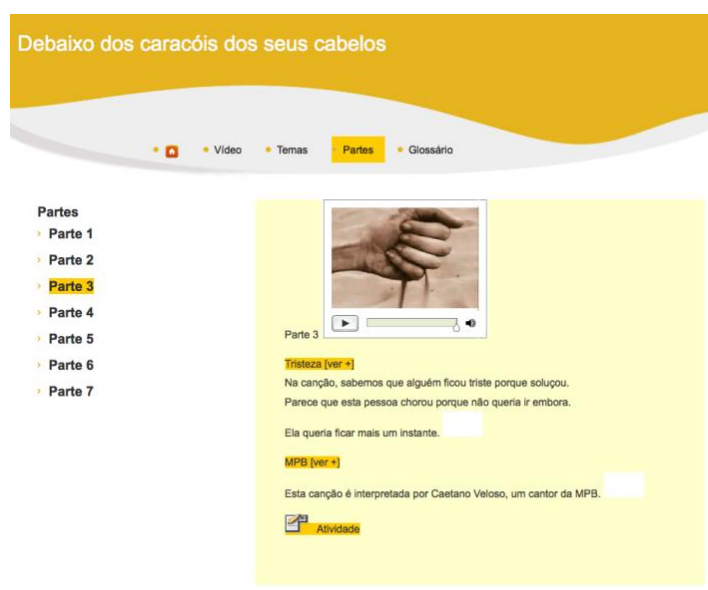 Debaixo dos caracóis dos seus cabelos
Vídeo
Temas
Partes
Glossário
Partes
Parte 1
Parte 2
Parte 3
Parte 4
Parte 5
Parte 6
Parte 7
Parte 3
Tristeza [ver +]
Na canção, sabemos que alguém ficou triste porque soluçou.
Parece que esta pessoa chorou porque não queria ir embora.
Ela queria ficar mais um instante.
MPB [ver +]
Esta canção é interpretada por Caetano Veloso, um cantor da MPB.
Atividade